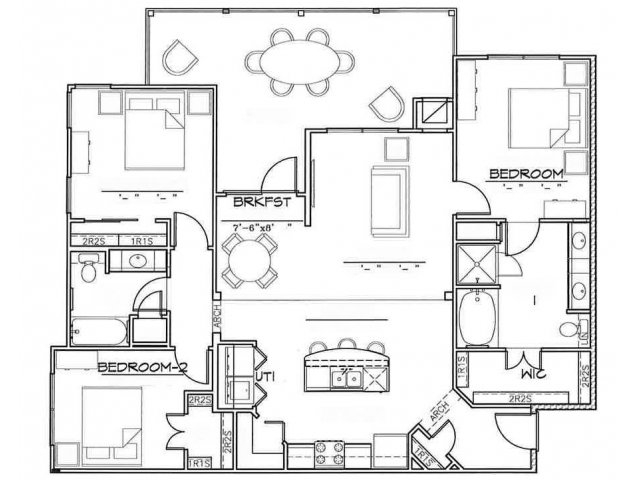 BEDROOM
BRKFST
7'-6"x8' "
'- " '- "
'- " '- "
'- " '- "
2R2S 1R1S
ARCH
LIN
BEDROOM-2
UTI
1R1S
WIC
2R2S
2R2S
ARCH
2R2S
2R2S
1R1S
1R1S